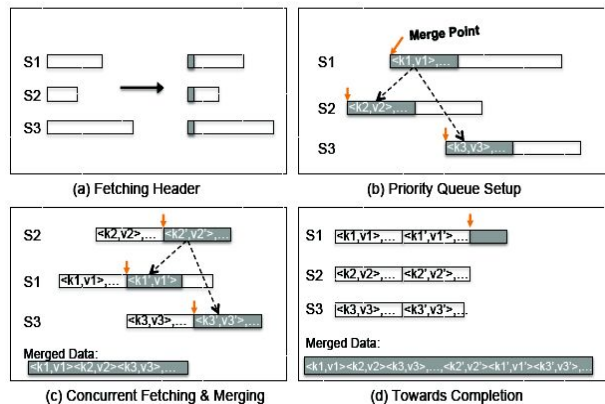 S1
S2
S3
(a) Fetching Header
Merge Point
S1
<k1,v1>,...
S2
<k2,v2>,...
S3
<k3,v3>,...
(b) Priority Queue Setup
S2
<k2,v2>,... <k2',v2'>,...
S1
<k1,v1>,... <k1',v1'>
S3
<k3,v3>,... <k3',v3'>,...
Merged Data:
<k1,v1><k2,v2><k3,v3>,...
(c) Concurrent Fetching & Merging
S1
<k1,v1>,... <k1',v1'>,...
S2
<k2,v2>,... <k2',v2'>,...
S3
<k3,v3>,... <k3',v3'>,...
Merged Data:
<k1,v1><k2,v2><k3,v3>,...,<k2',v2'><k1',v1'><k3',v3'>,...
(d) Towards Completion